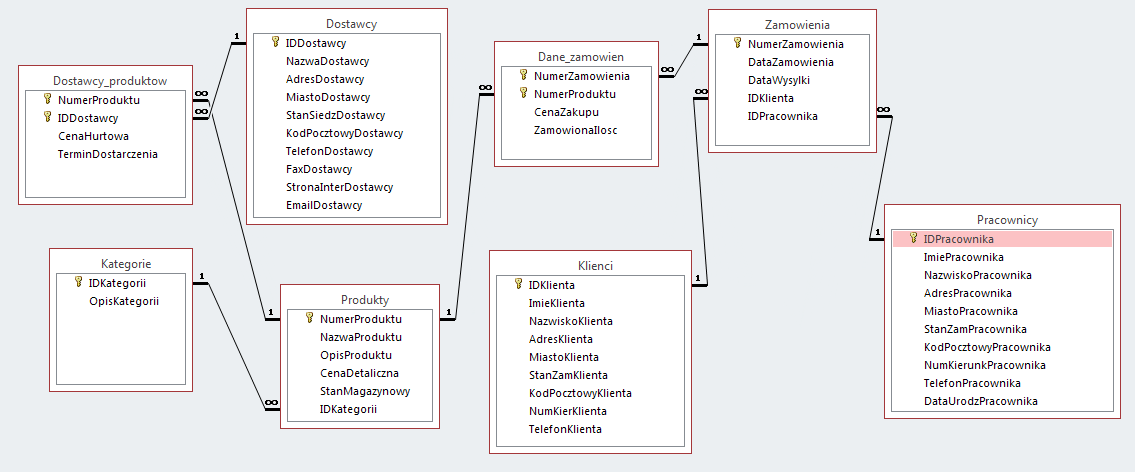 Dostawcy_produktow
NumerProduktu
IDDostawcy
CenaHurtowa
TerminDostarczenia
Dostawcy
IDDostawcy
NazwaDostawcy
AdresDostawcy
MiastoDostawcy
StanSiedzDostawcy
KodPocztowyDostawcy
TelefonDostawcy
FaxDostawcy
StronaInterDostawcy
EmailDostawcy
Dane_zamowien
NumerZamowienia
NumerProduktu
CenaZakupu
ZamowionaIlosc
Zamowienia
NumerZamowienia
DataZamowienia
DataWysylki
IDKlienta
IDPracownika
Kategorie
IDKategorii
OpisKategorii
Produkty
NumerProduktu
NazwaProduktu
OpisProduktu
CenaDetaliczna
StanMagazynowy
IDKategorii
Klienci
IDKlienta
ImieKlienta
NazwiskoKlienta
AdresKlienta
MiastoKlienta
StanZamKlienta
KodPocztowyKlienta
NumKierKlienta
TelefonKlienta
Pracownicy
IDPracownika
ImiePracownika
NazwiskoPracownika
AdresPracownika
MiastoPracownika
StanZamPracownika
KodPocztowyPracownika
NumKierunkPracownika
TelefonPracownika
DataUrodzPracownika
1
∞
∞
1
∞
1
∞
1
∞
1
∞
1
∞
1